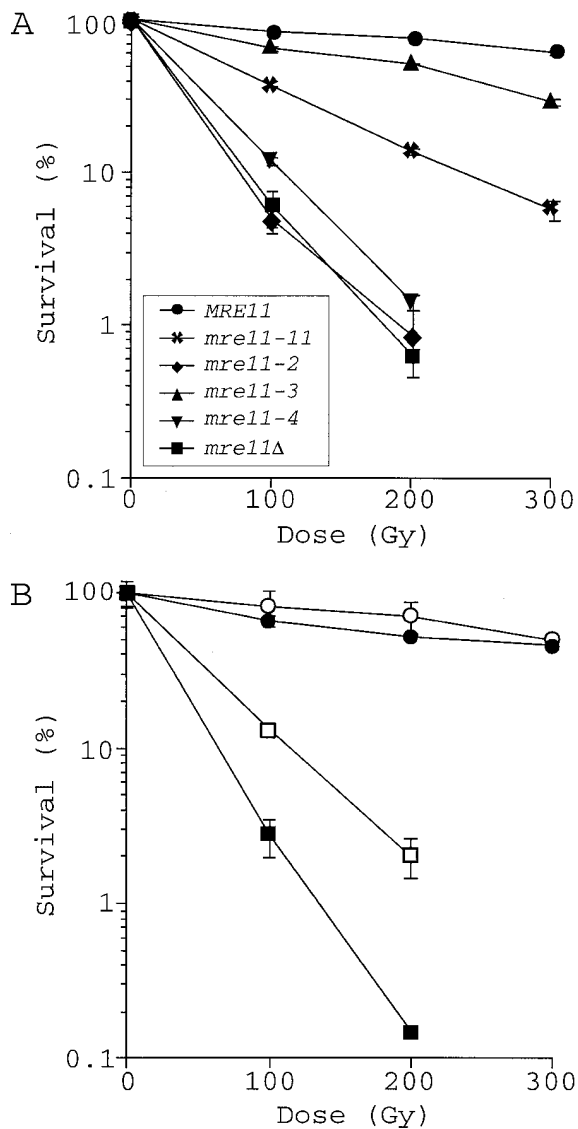 A
100
10
1
0.1
Survival (%)
MRE11
mre11-11
mre11-2
mre11-3
mre11-4
mre11Δ
0 100 200 300
Dose (Gy)
B
100
10
1
0.1
Survival (%)
0 100 200 300
Dose (Gy)